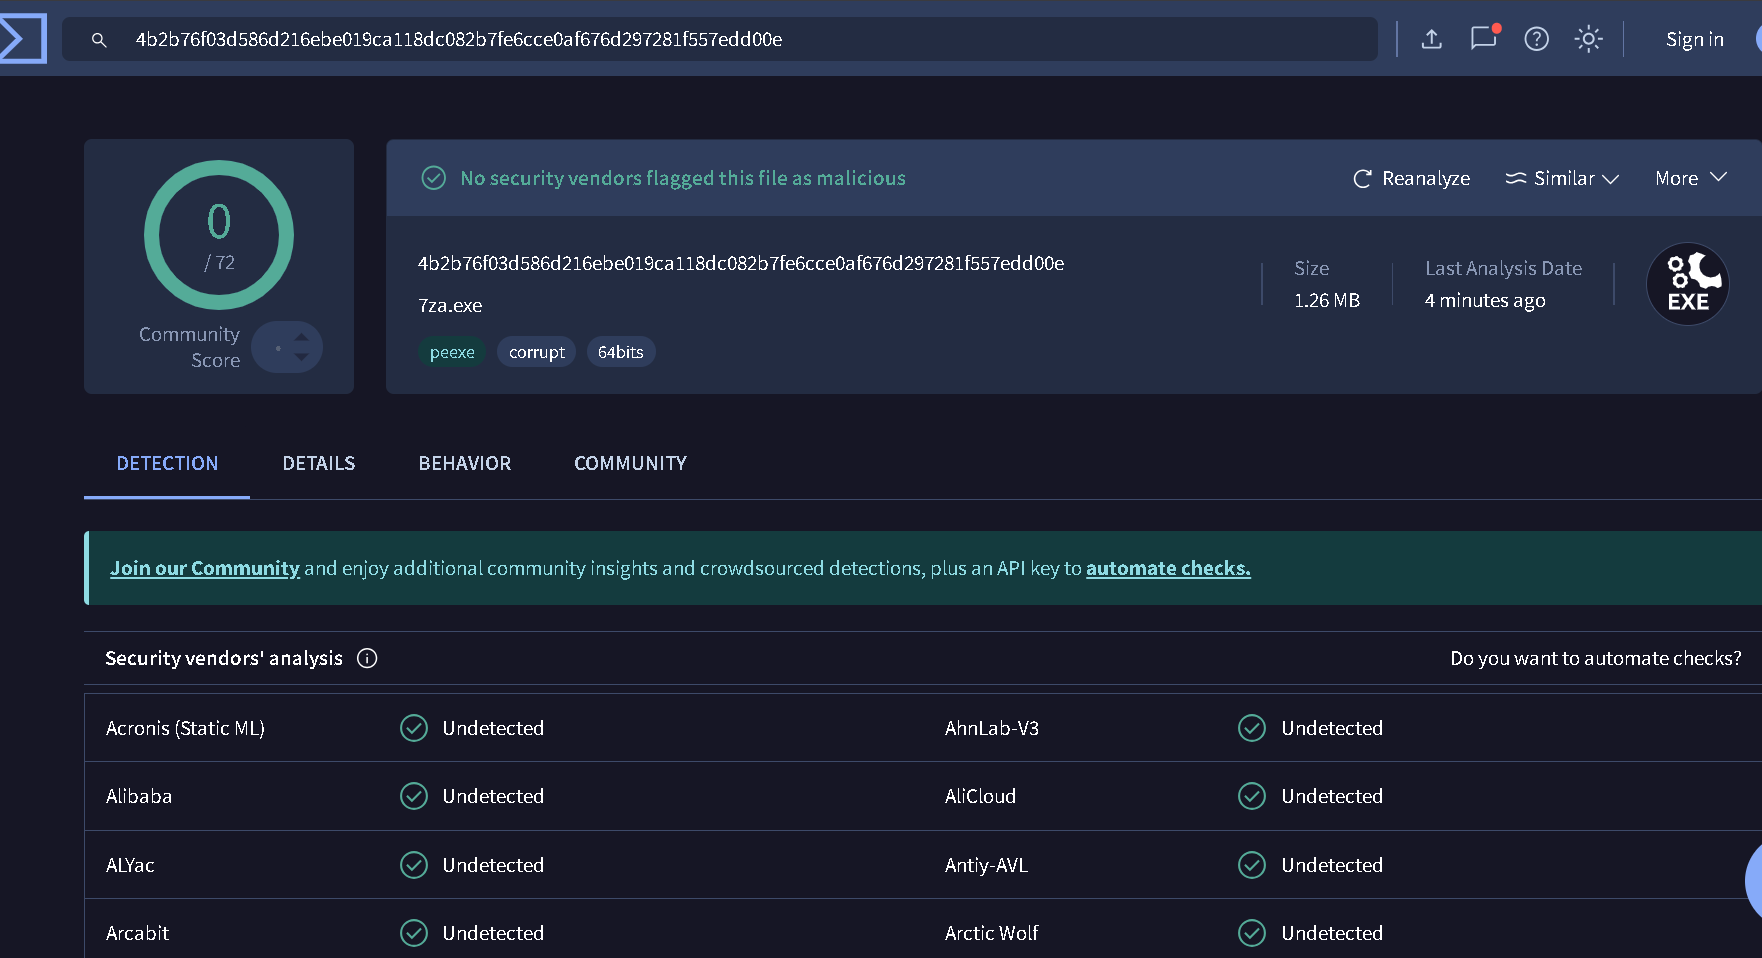 4b2b76f03d586d216ebe019ca118dc082b7fe6cce0af676d297281f557edd00e
Sign in
0
/ 72
Community
Score
No security vendors flagged this file as malicious
Reanalyze
Similar
More
4b2b76f03d586d216ebe019ca118dc082b7fe6cce0af676d297281f557edd00e
7za.exe
peexe
corrupt
64bits
Size
1.26 MB
Last Analysis Date
4 minutes ago
EXE
DETECTION
DETAILS
BEHAVIOR
COMMUNITY
Join our Community and enjoy additional community insights and crowdsourced detections, plus an API key to automate checks.
Security vendors' analysis
Do you want to automate checks?
Acronis (Static ML) Undetected AhnLab-V3 Undetected
Alibaba Undetected AliCloud Undetected
ALYac Undetected Antiy-AVL Undetected
Arcabit Undetected Arctic Wolf Undetected